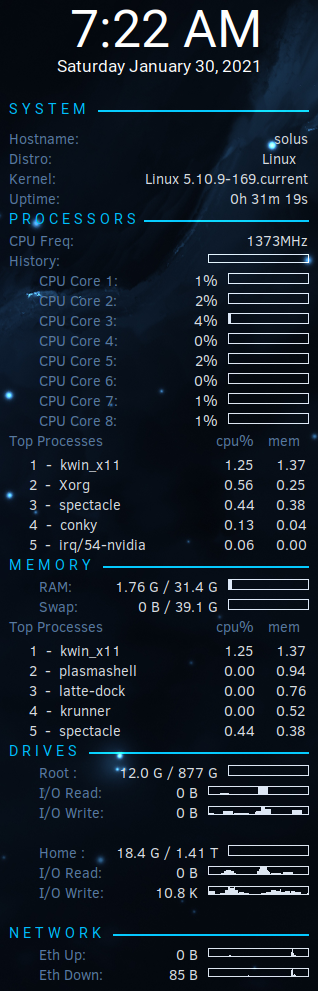 7:22 AM
Saturday January 30, 2021
SYSTEM
Hostname: solus
Distro: Linux
Kernel: Linux 5.10.9-169.current
Uptime: 0h 31m 19s
PROCESSORS
CPU Freq: 1373MHz
History:
CPU Core 1: 1%
CPU Core 2: 2%
CPU Core 3: 4%
CPU Core 4: 0%
CPU Core 5: 2%
CPU Core 6: 0%
CPU Core 7: 1%
CPU Core 8: 1%
Top Processes cpu% mem
1 - kwin_x11 1.25 1.37
2 - Xorg 0.56 0.25
3 - spectacle 0.44 0.38
4 - conky 0.13 0.04
5 - irq/54-nvidia 0.06 0.00
MEMORY
RAM: 1.76 G / 31.4 G
Swap: 0 B / 39.1 G
Top Processes cpu% mem
1 - kwin_x11 1.25 1.37
2 - plasmashell 0.00 0.94
3 - latte-dock 0.00 0.76
4 - krunner 0.00 0.52
5 - spectacle 0.44 0.38
DRIVES
Root : 12.0 G / 877 G
I/O Read: 0 B
I/O Write: 0 B
Home : 18.4 G / 1.41 T
I/O Read: 0 B
I/O Write: 10.8 K
NETWORK
Eth Up: 0 B
Eth Down: 85 B